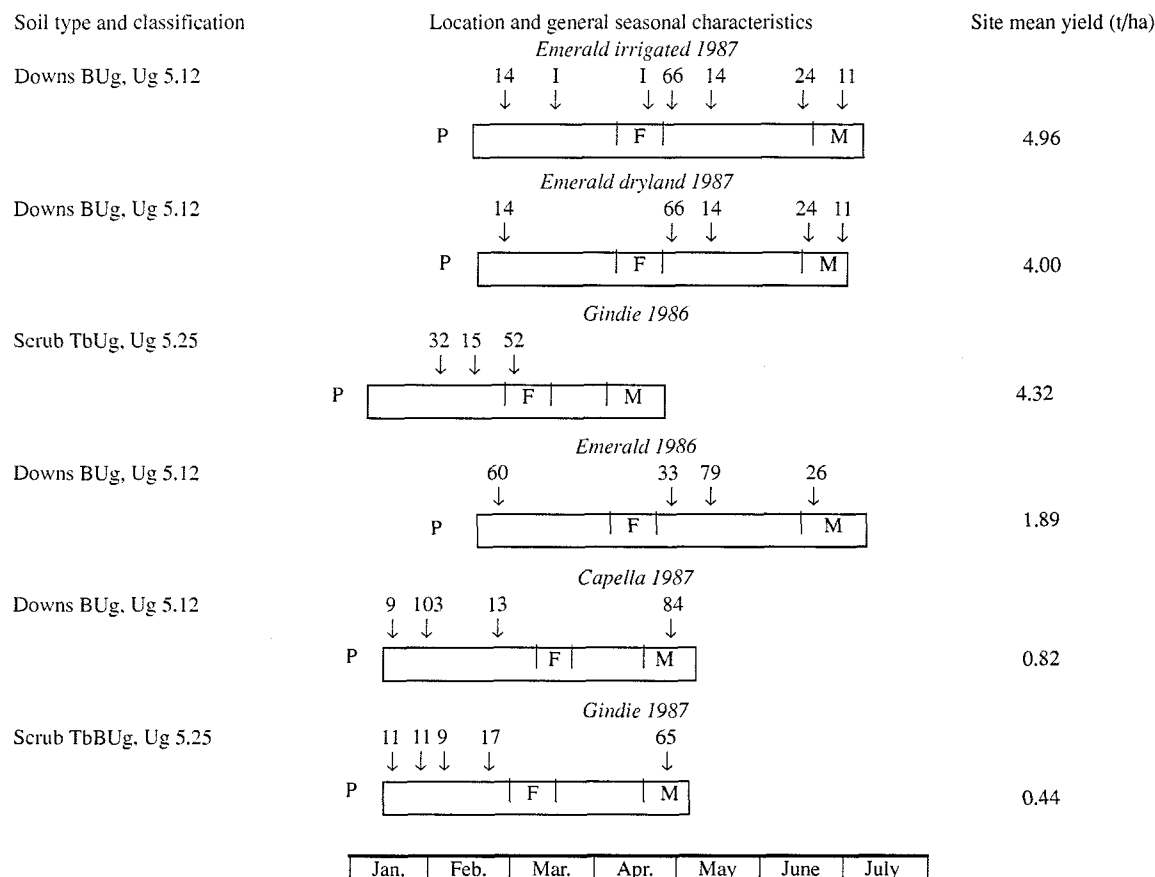 Soil type and classification Location and general seasonal characteristics Site mean yield (t/ha)
Emerald irrigated 1987
Downs BUg, Ug 5.12 14 I I 66 14 24 11
P F M 4.96
Emerald dryland 1987
Downs BUg, Ug 5.12 14 66 14 24 11
P F M 4.00
Gindie 1986
Scrub TbUg, Ug 5.25 32 15 52
P F M 4.32
Emerald 1986
Downs BUg, Ug 5.12 60 33 79 26
P F M 1.89
Capella 1987
Downs BUg, Ug 5.12 9 103 13 84
P F M 0.82
Gindie 1987
Scrub TbBUg, Ug 5.25 11 11 9 17 65
P F M 0.44
Jan. Feb. Mar. Apr. May June July